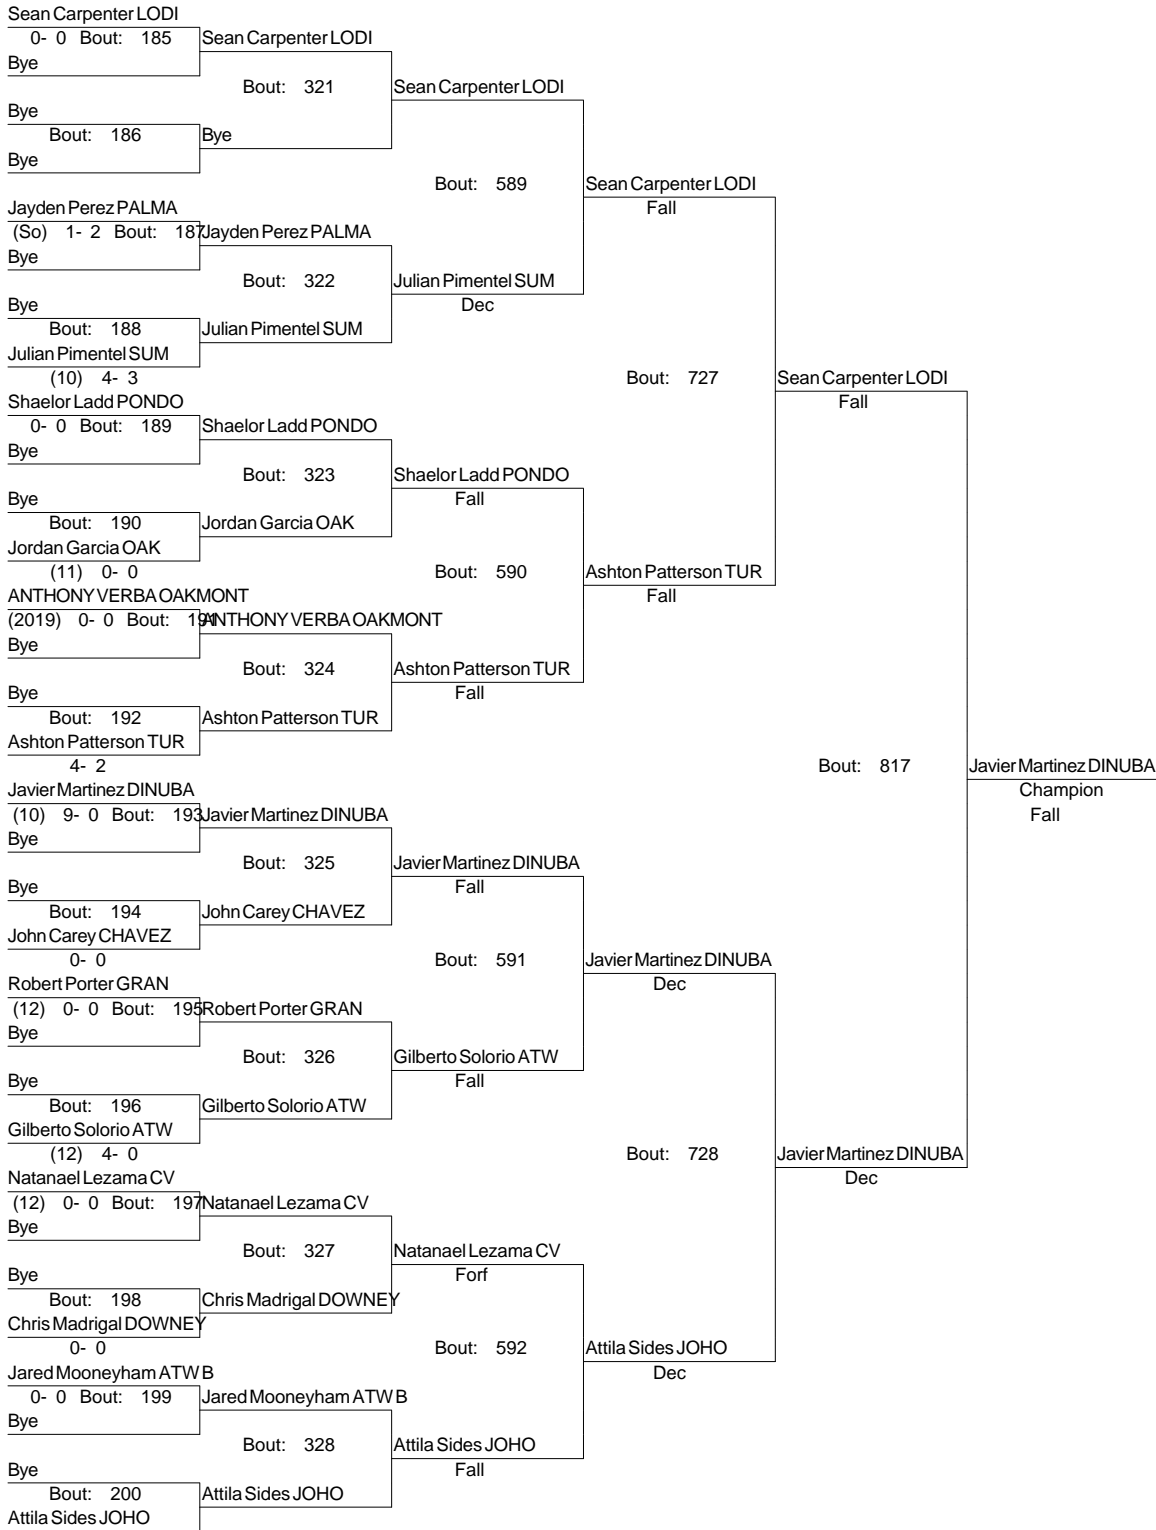 Sean Carpenter LODI
0- 0 Bout: 185 Sean Carpenter LODI
Bye
Bout: 321 Sean Carpenter LODI
Bye
Bout: 186 Bye
Bye
Bout: 589 Sean Carpenter LODI
Jayden Perez PALMA Fall
(So) 1- 2 Bout: 187 Jayden Perez PALMA
Bye
Bout: 322 Julian Pimentel SUM
Bye Dec
Bout: 188 Julian Pimentel SUM
Julian Pimentel SUM
(10) 4- 3 Bout: 727 Sean Carpenter LODI
Shaelor Ladd PONDO Fall
0- 0 Bout: 189 Shaelor Ladd PONDO
Bye
Bout: 323 Shaelor Ladd PONDO
Bye Fall
Bout: 190 Jordan Garcia OAK
Jordan Garcia OAK
(11) 0- 0 Bout: 590 Ashton Patterson TUR
ANTHONY VERBA OAKMONT Fall
(2019) 0- 0 Bout: 191 ANTHONY VERBA OAKMONT
Bye
Bout: 324 Ashton Patterson TUR
Bye Fall
Bout: 192 Ashton Patterson TUR
Ashton Patterson TUR
4- 2 Bout: 817 Javier Martinez DINUBA
Javier Martinez DINUBA Champion
(10) 9- 0 Bout: 193 Javier Martinez DINUBA Fall
Bye
Bout: 325 Javier Martinez DINUBA
Bye Fall
Bout: 194 John Carey CHAVEZ
John Carey CHAVEZ
0- 0 Bout: 591 Javier Martinez DINUBA
Robert Porter GRAN Dec
(12) 0- 0 Bout: 195 Robert Porter GRAN
Bye
Bout: 326 Gilberto Solorio ATW
Bye Fall
Bout: 196 Gilberto Solorio ATW
Gilberto Solorio ATW
(12) 4- 0 Bout: 728 Javier Martinez DINUBA
Natanael Lezama CV Dec
(12) 0- 0 Bout: 197 Natanael Lezama CV
Bye
Bout: 327 Natanael Lezama CV
Bye Forf
Bout: 198 Chris Madrigal DOWNEY
Chris Madrigal DOWNEY
0- 0 Bout: 592 Attila Sides JOHO
Jared Mooneyham ATW B Dec
0- 0 Bout: 199 Jared Mooneyham ATW B
Bye
Bout: 328 Attila Sides JOHO
Bye Fall
Bout: 200 Attila Sides JOHO
Attila Sides JOHO